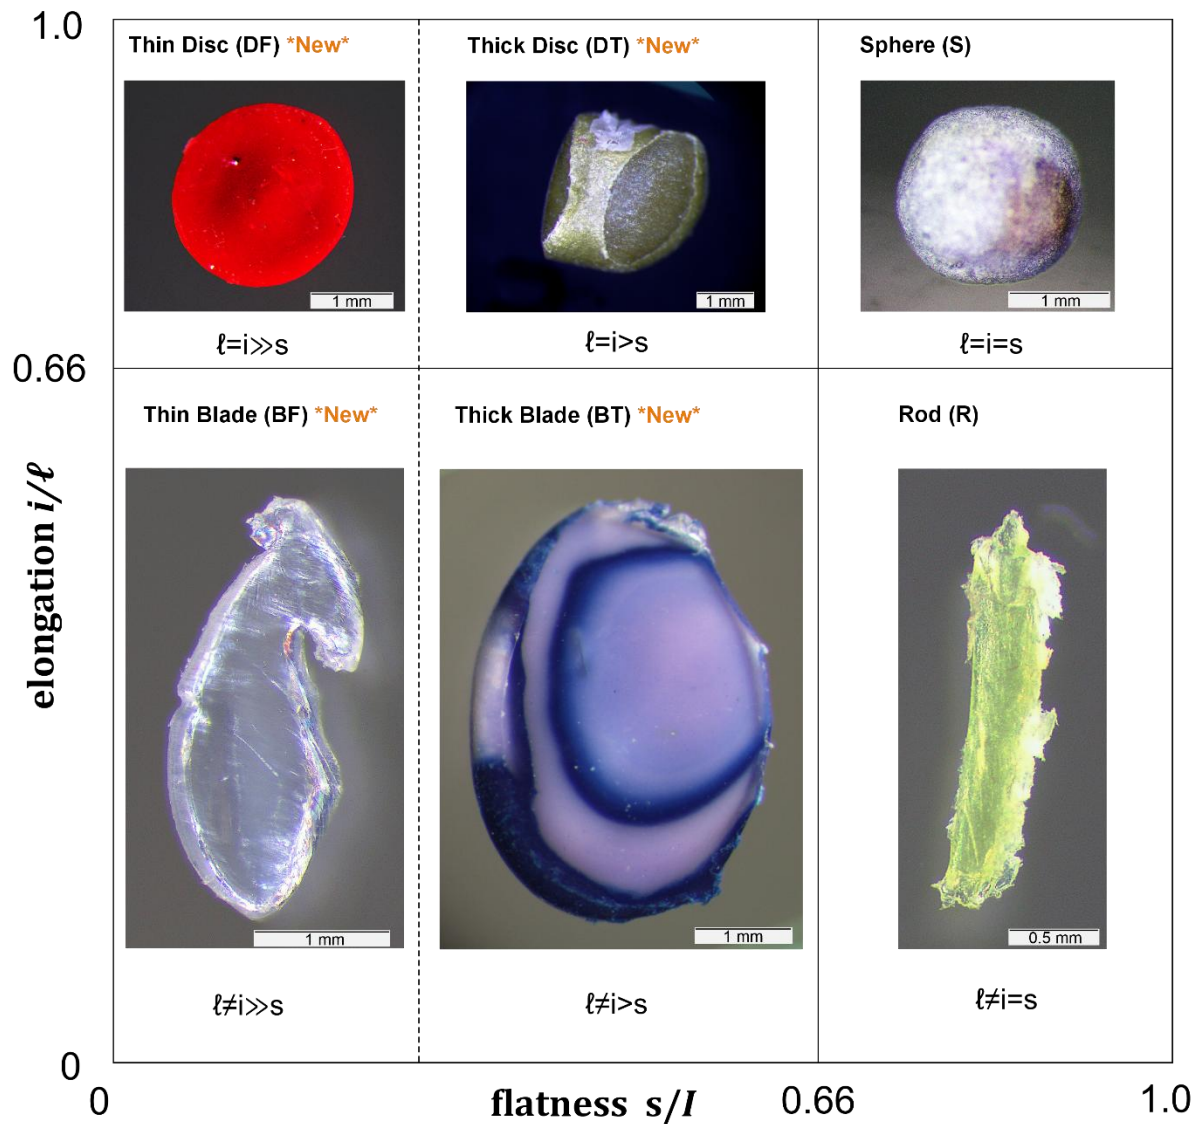 1.0
Thin Disc (DF) *New*
Thick Disc (DT) *New*
Sphere (S)
1 mm
1 mm
1 mm
ℓ=i≫s
ℓ=i>s
ℓ=i=s
0.66
Thin Blade (BF) *New*
Thick Blade (BT) *New*
Rod (R)
elongation i/ℓ
1 mm
1 mm
0.5 mm
ℓ≠i≫s
ℓ≠i>s
ℓ≠i=s
0
0
flatness s/I
0.66
1.0